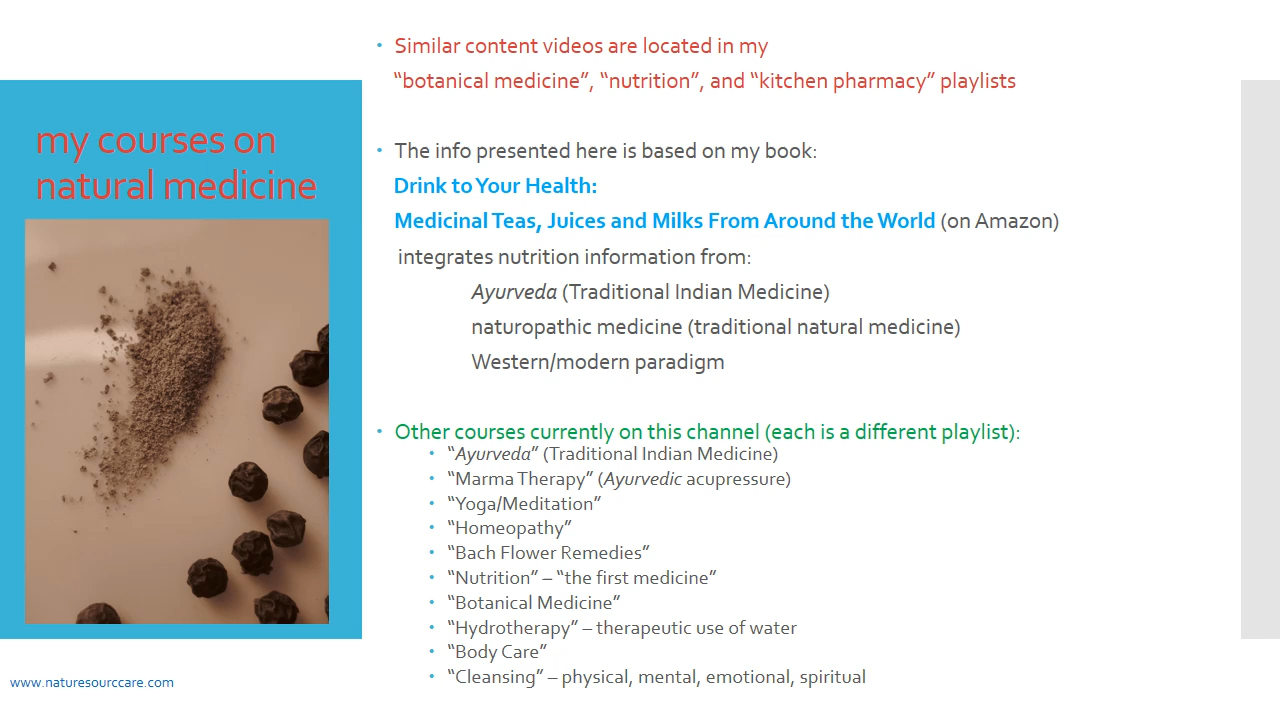 my courses on
natural medicine
• Similar content videos are located in my
“botanical medicine”, “nutrition”, and “kitchen pharmacy” playlists
• The info presented here is based on my book:
Drink to Your Health:
Medicinal Teas, Juices and Milks From Around the World (on Amazon)
integrates nutrition information from:
Ayurveda (Traditional Indian Medicine)
naturopathic medicine (traditional natural medicine)
Western/modern paradigm
• Other courses currently on this channel (each is a different playlist):
• “Ayurveda” (Traditional Indian Medicine)
• “Marma Therapy” (Ayurvedic acupressure)
• “Yoga/Meditation”
• “Homeopathy”
• “Bach Flower Remedies”
• “Nutrition” – “the first medicine”
• “Botanical Medicine”
• “Hydrotherapy” – therapeutic use of water
• “Body Care”
• “Cleansing” – physical, mental, emotional, spiritual
www.naturesourccare.com